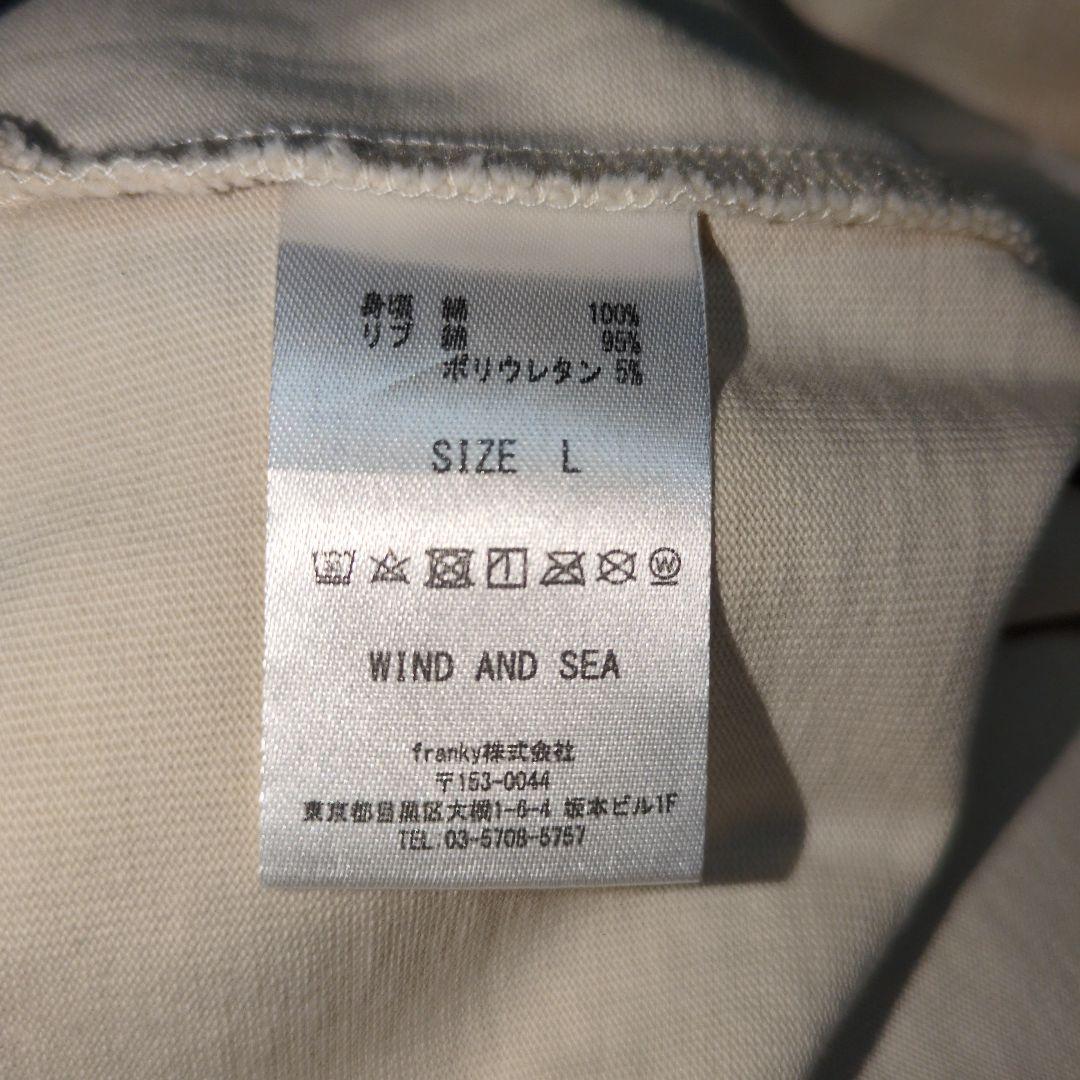 身頃 綿 100%
リブ 綿 95%
ポリウレタン 5%
SIZE L
WIND AND SEA
franky株式会社
〒153-0044
東京都目黒区大橋1-6-4 坂本ビル1F
TEL:03-5708-5757